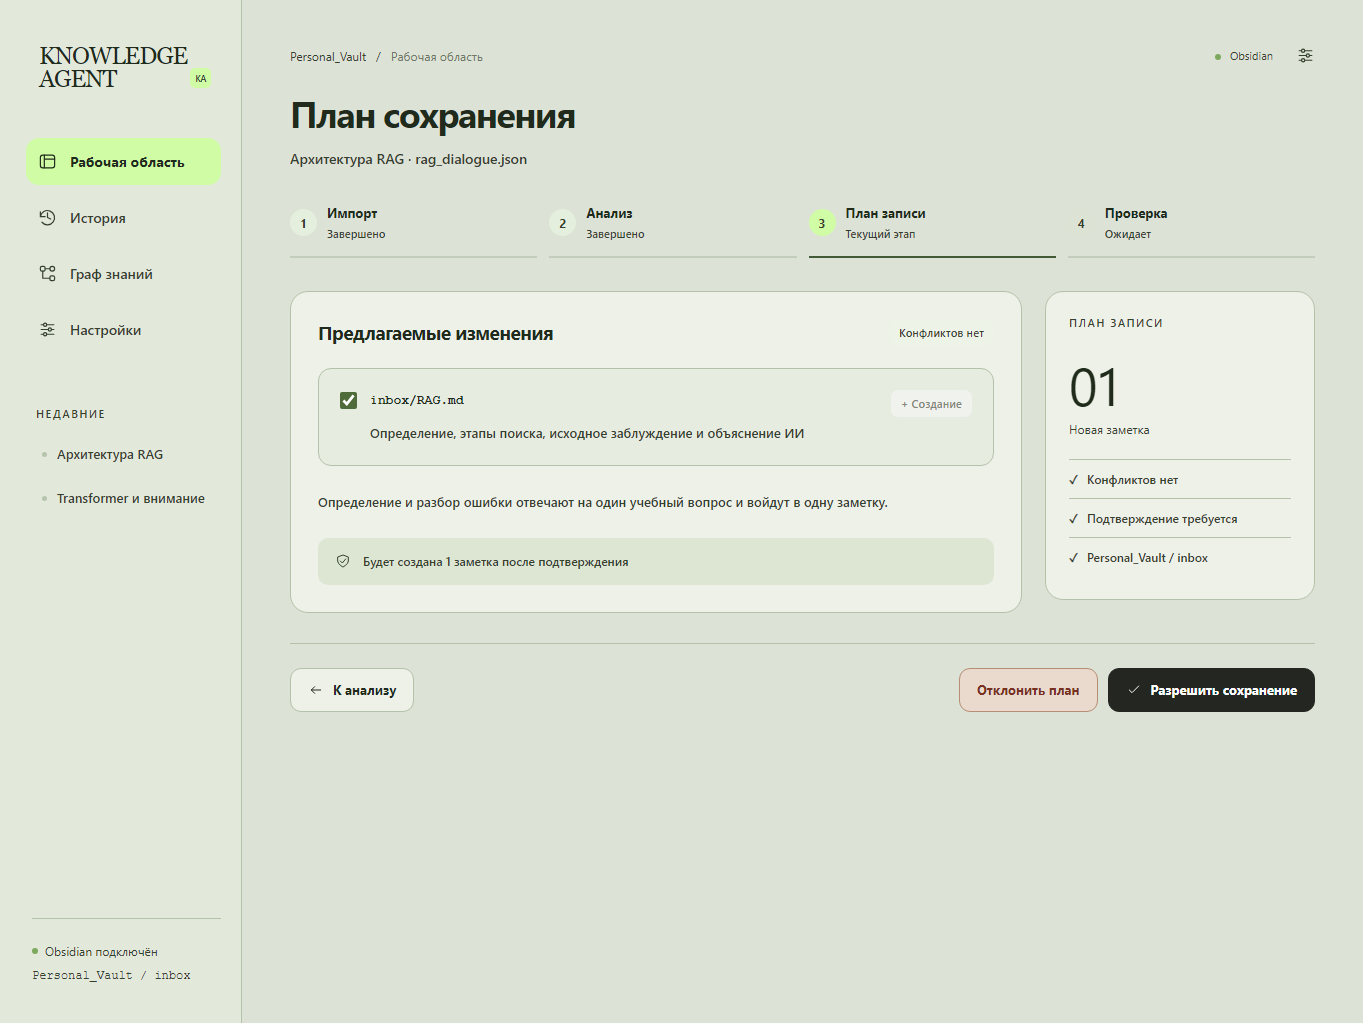 KNOWLEDGE
AGENT
KA
Рабочая область
История
Граф знаний
Настройки
НЕДАВНИЕ
Архитектура RAG
Transformer и внимание
Obsidian подключён
Personal_Vault / inbox
Personal_Vault / Рабочая область
Obsidian
План сохранения
Архитектура RAG · rag_dialogue.json
1
Импорт
Завершено
2
Анализ
Завершено
3
План записи
Текущий этап
4
Проверка
Ожидает
Предлагаемые изменения
Конфликтов нет
inbox/RAG.md
+ Создание
Определение, этапы поиска, исходное заблуждение и объяснение ИИ
Определение и разбор ошибки отвечают на один учебный вопрос и войдут в одну заметку.
Будет создана 1 заметка после подтверждения
ПЛАН ЗАПИСИ
01
Новая заметка
✓ Конфликтов нет
✓ Подтверждение требуется
✓ Personal_Vault / inbox
← К анализу
Отклонить план
✓ Разрешить сохранение